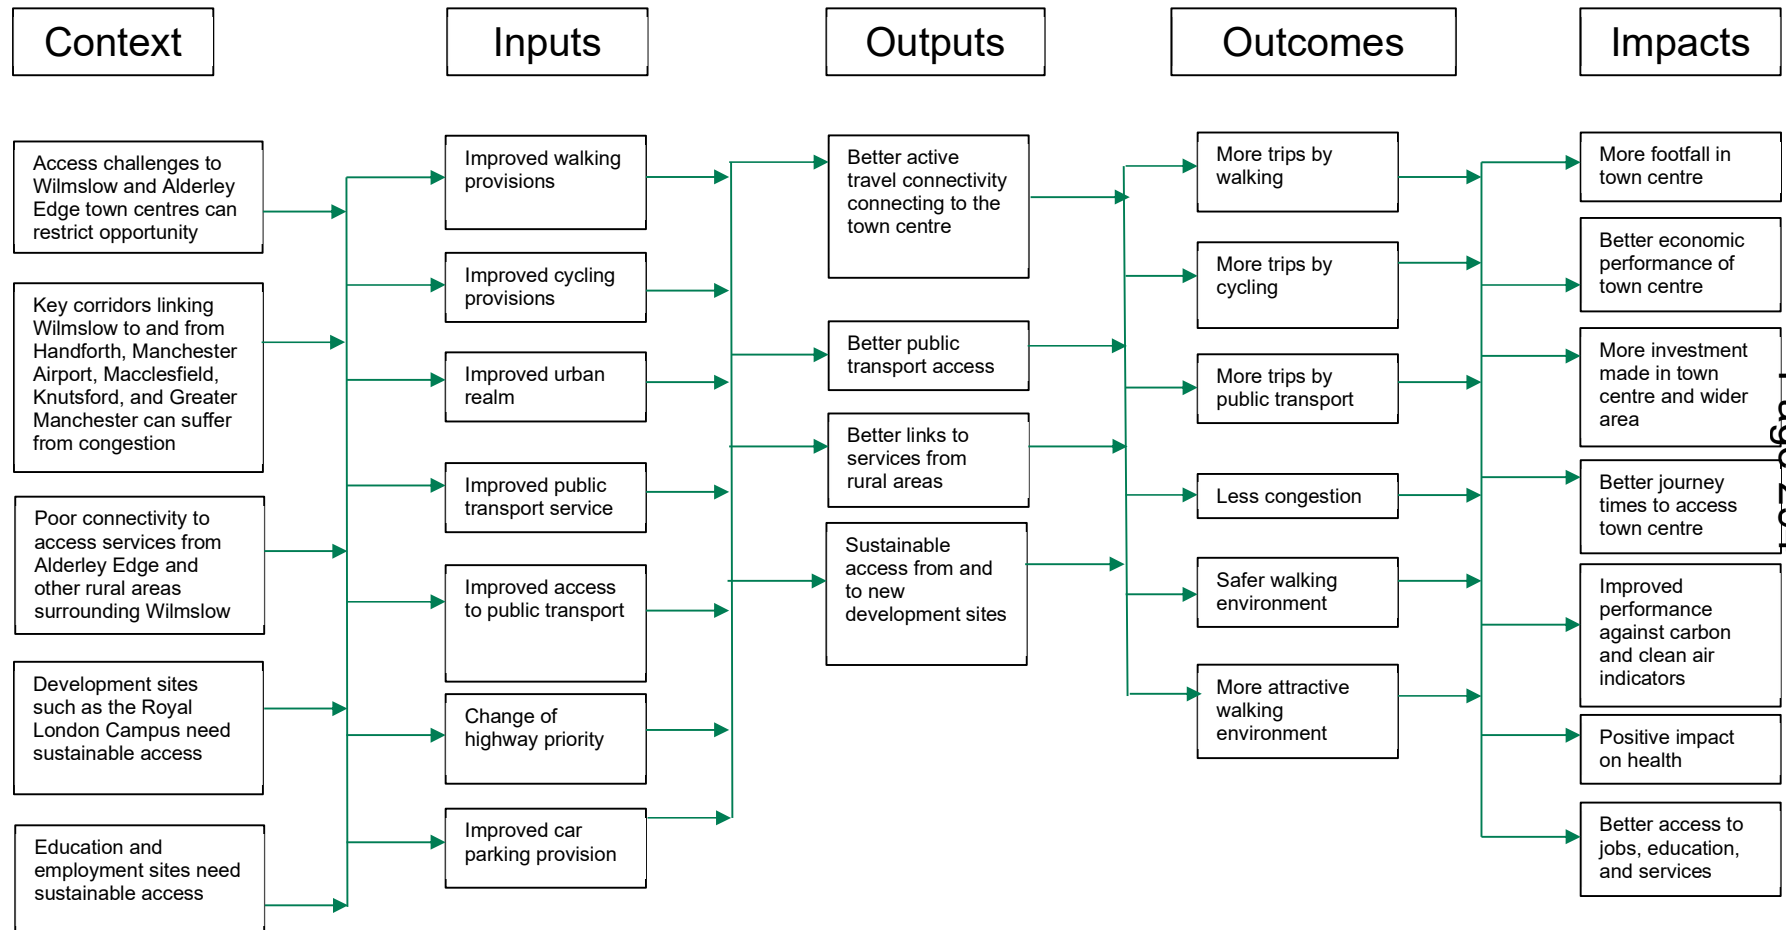 Context
Inputs
Outputs
Outcomes
Impacts
Access challenges to
Wilmslow and Alderley
Edge town centres can
restrict opportunity
Key corridors linking
Wilmslow to and from
Handforth, Manchester
Airport, Macclesfield,
Knutsford, and Greater
Manchester can suffer
from congestion
Poor connectivity to
access services from
Alderley Edge and
other rural areas
surrounding Wilmslow
Development sites
such as the Royal
London Campus need
sustainable access
Education and
employment sites need
sustainable access
Improved walking
provisions
Improved cycling
provisions
Improved urban
realm
Improved public
transport service
Improved access
to public transport
Change of
highway priority
Improved car
parking provision
Better active
travel connectivity
connecting to the
town centre
Better public
transport access
Better links to
services from
rural areas
Sustainable
access from and
to new
development sites
More trips by
walking
More trips by
cycling
More trips by
public transport
Less congestion
Safer walking
environment
More attractive
walking
environment
More footfall in
town centre
Better economic
performance of
town centre
More investment
made in town
centre and wider
area
Better journey
times to access
town centre
Improved
performance
against carbon
and clean air
indicators
Positive impact
on health
Better access to
jobs, education,
and services